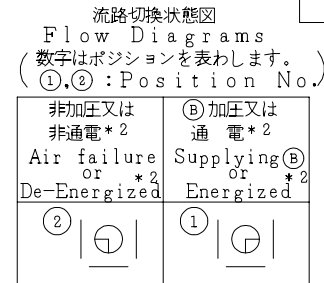 流路切換状態図
Flow Diagrams
(数字はポジションを表わします。
①,②:Position No.)
非加圧又は
非通電*2
Air failure
or *2
De-Energized
Ⓑ加圧又は
通 電*2
Supplying Ⓑ
or *2
Energized
② ①